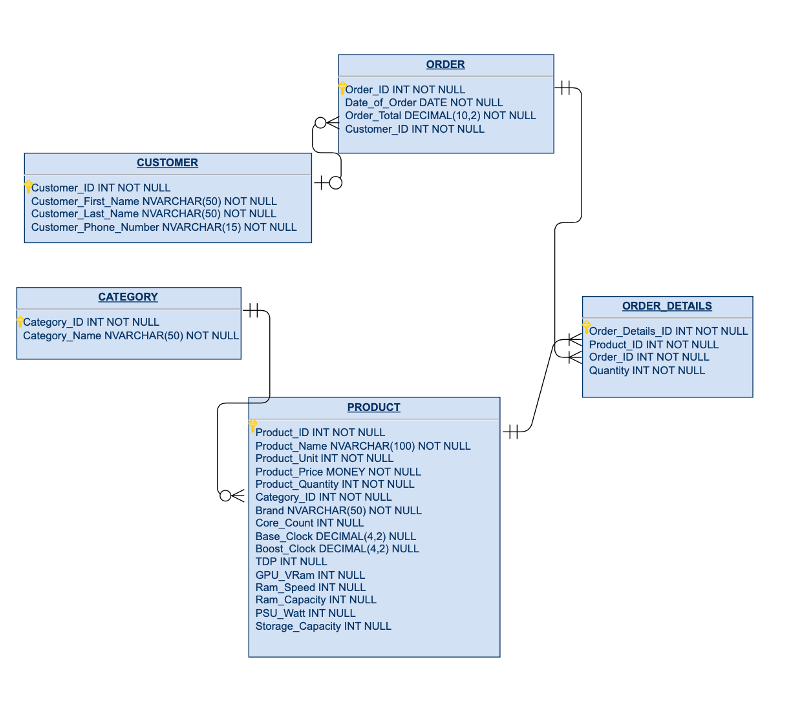 ORDER
Order_ID INT NOT NULL
Date_of_Order DATE NOT NULL
Order_Total DECIMAL(10,2) NOT NULL
Customer_ID INT NOT NULL
CUSTOMER
Customer_ID INT NOT NULL
Customer_First_Name NVARCHAR(50) NOT NULL
Customer_Last_Name NVARCHAR(50) NOT NULL
Customer_Phone_Number NVARCHAR(15) NOT NULL
CATEGORY
Category_ID INT NOT NULL
Category_Name NVARCHAR(50) NOT NULL
ORDER_DETAILS
Order_Details_ID INT NOT NULL
Product_ID INT NOT NULL
Order_ID INT NOT NULL
Quantity INT NOT NULL
PRODUCT
Product_ID INT NOT NULL
Product_Name NVARCHAR(100) NOT NULL
Product_Unit INT NOT NULL
Product_Price MONEY NOT NULL
Product_Quantity INT NOT NULL
Category_ID INT NOT NULL
Brand NVARCHAR(50) NOT NULL
Core_Count INT NULL
Base_Clock DECIMAL(4,2) NULL
Boost_Clock DECIMAL(4,2) NULL
TDP INT NULL
GPU_VRam INT NULL
Ram_Speed INT NULL
Ram_Capacity INT NULL
PSU_Watt INT NULL
Storage_Capacity INT NULL